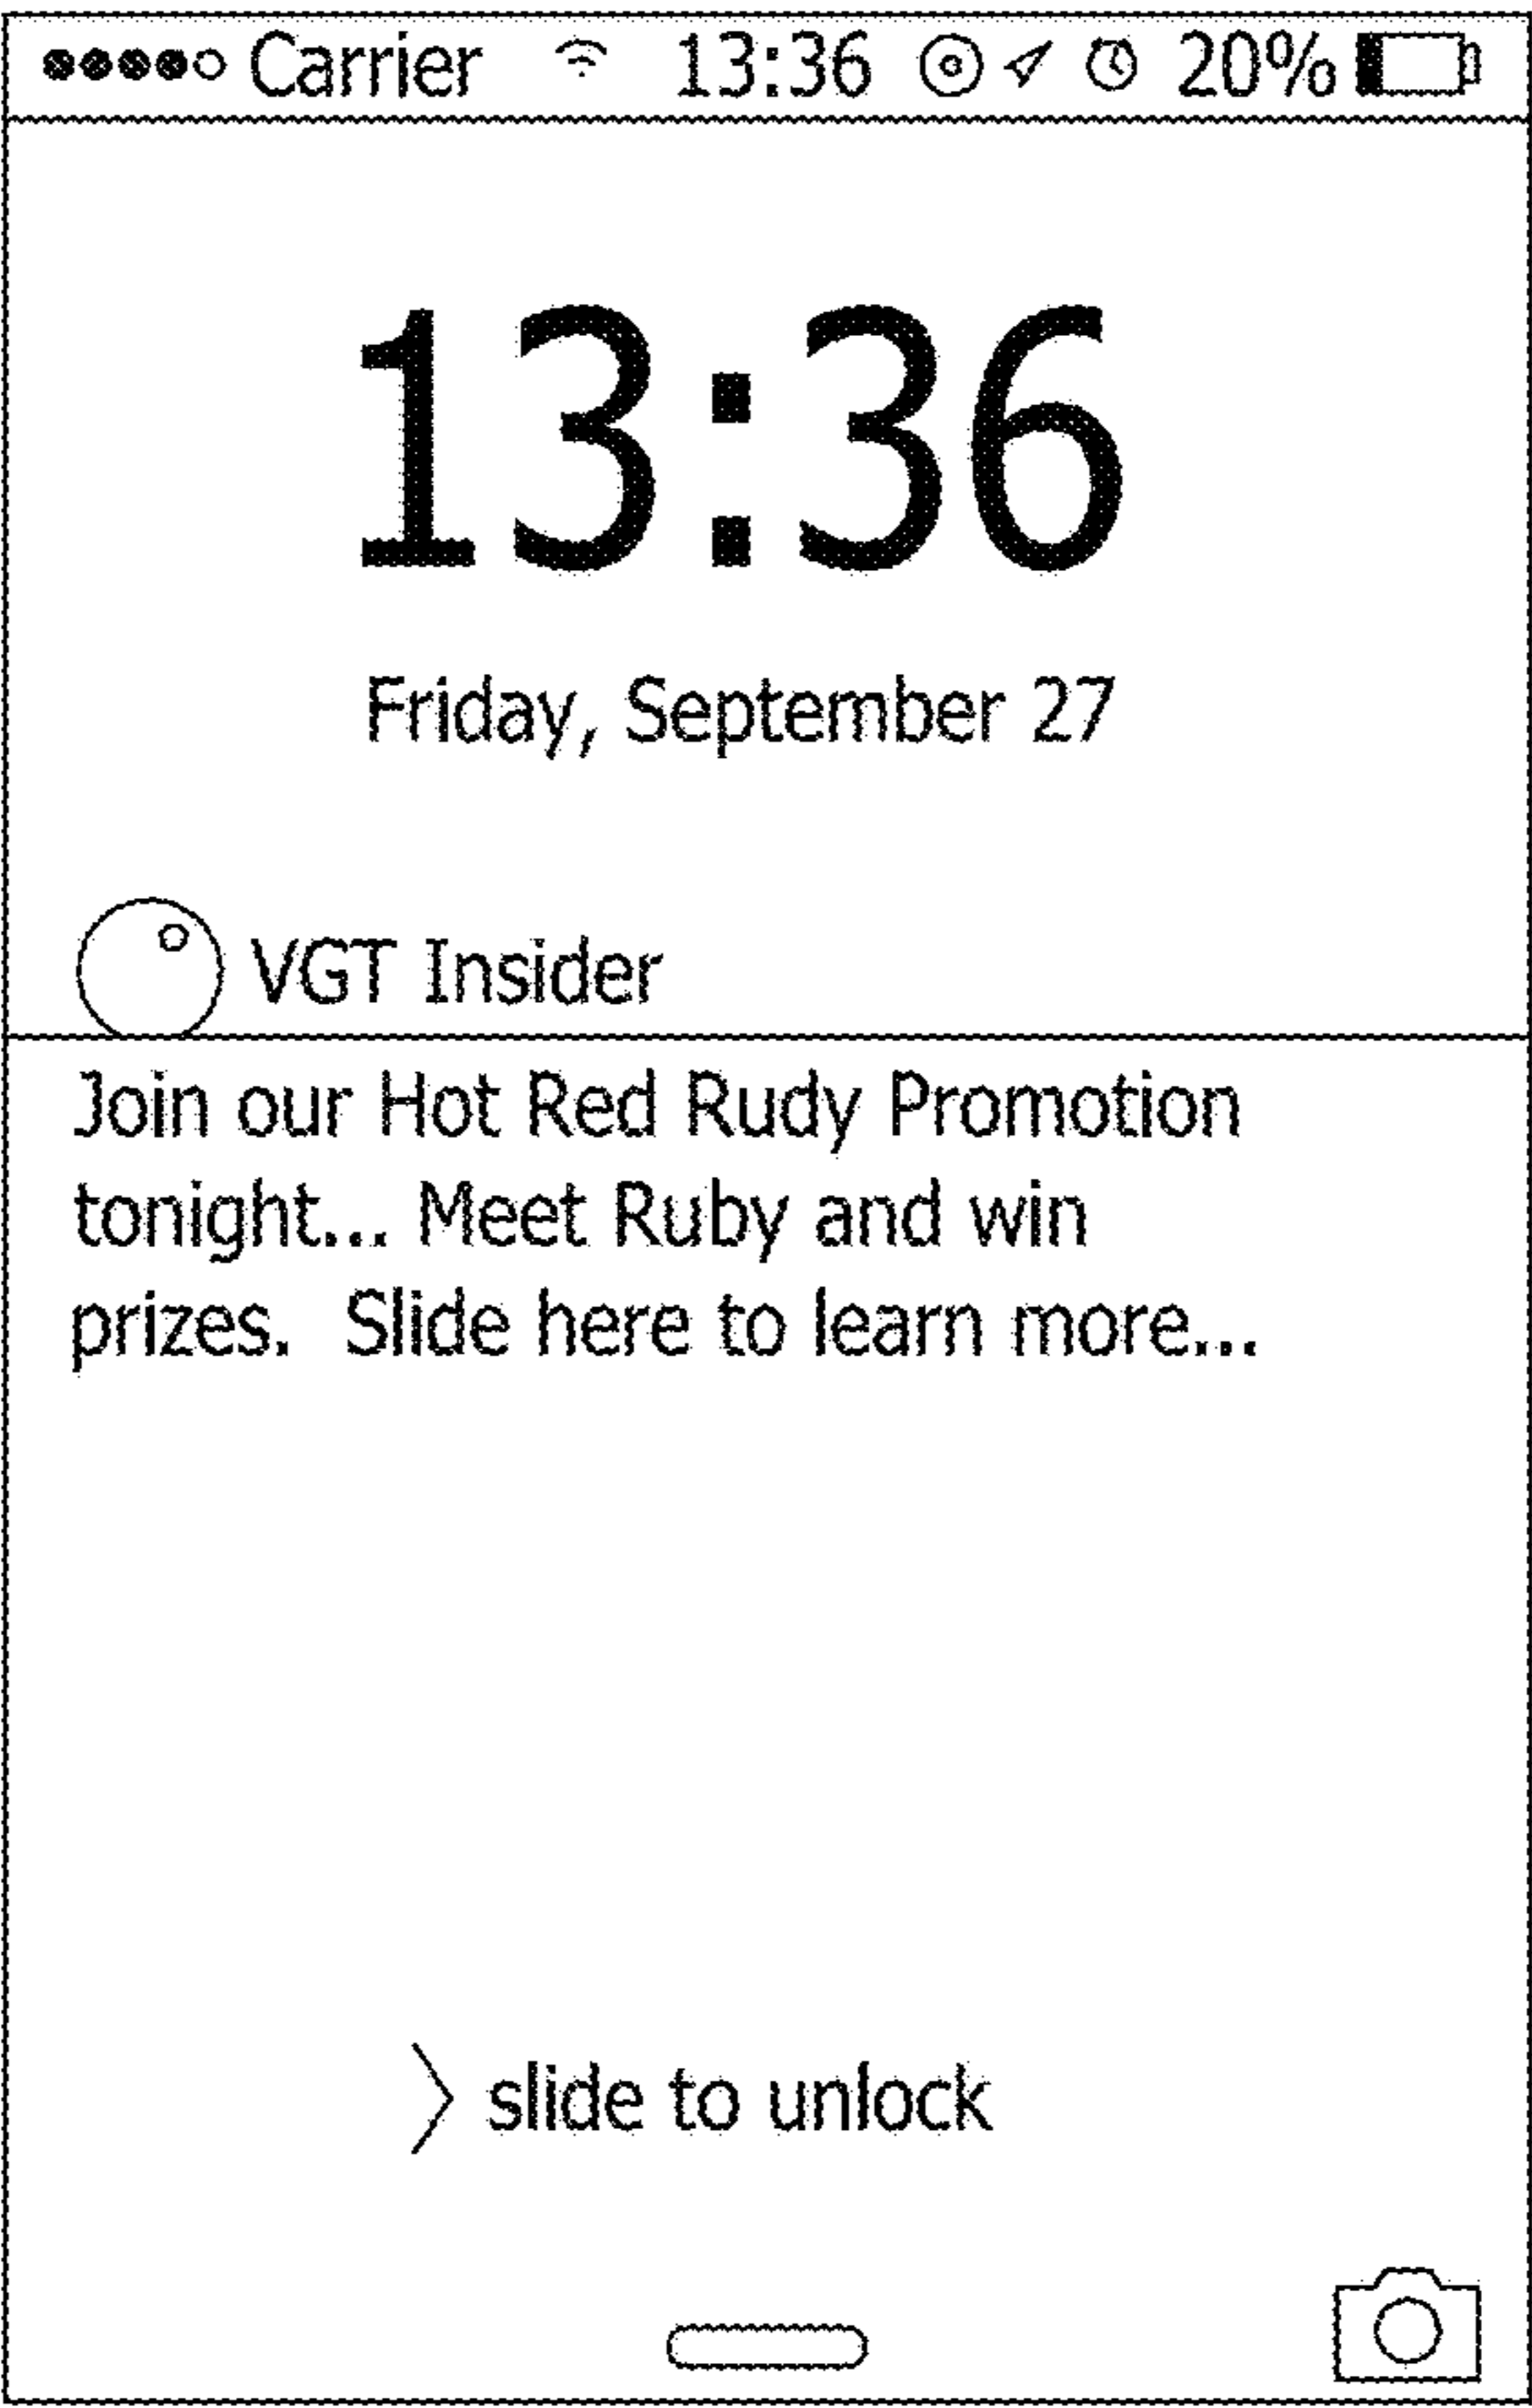 Carrier 13:36 20%
13:36
Friday, September 27
VGT Insider
Join our Hot Red Rudy Promotion
tonight... Meet Ruby and win
prizes.  Slide here to learn more...
slide to unlock